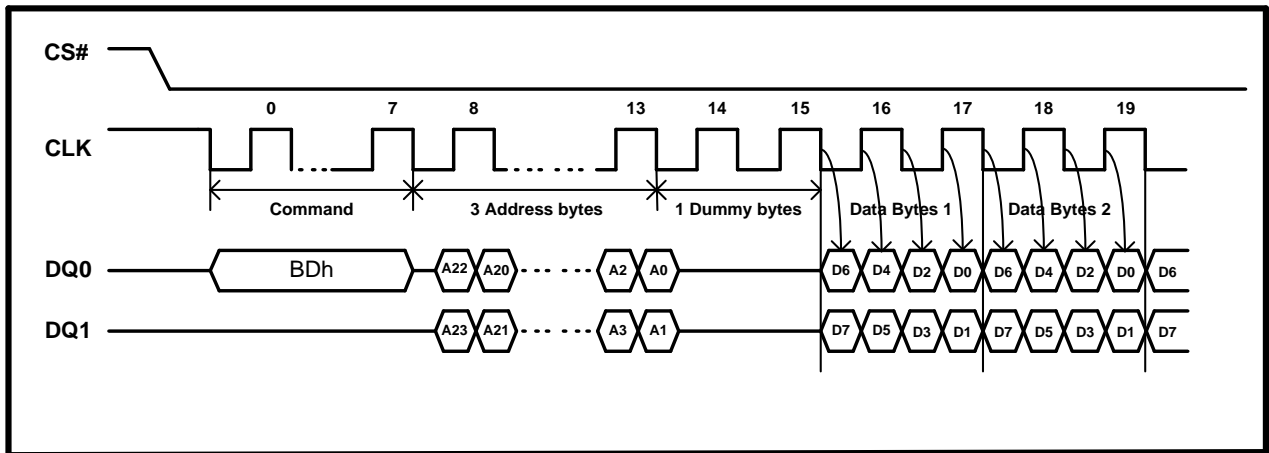 CS#
0 7 8 13 14 15 16 17 18 19
CLK
Command 3 Address bytes 1 Dummy bytes Data Bytes 1 Data Bytes 2
DQ0 BDh A22 A20 A2 A0 D6 D4 D2 D0 D6 D4 D2 D0 D6
DQ1 A23 A21 A3 A1 D7 D5 D3 D1 D7 D5 D3 D1 D7